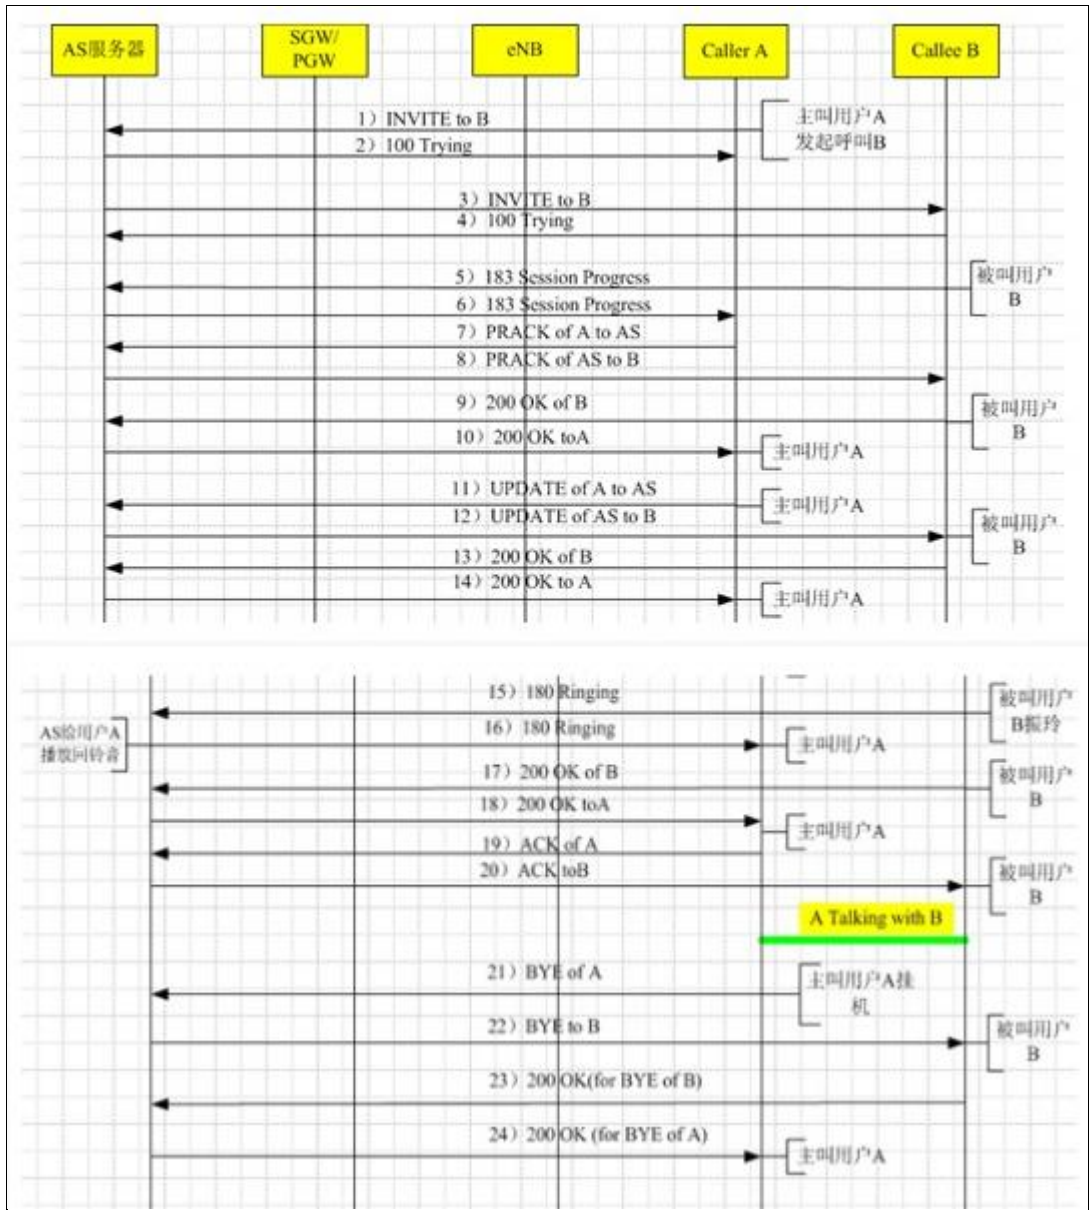 AS服务器
SGW/
PGW
eNB
Caller A
Callee B
1）INVITE to B
主叫用户A
发起呼叫B
2）100 Trying
3）INVITE to B
4）100 Trying
5）183 Session Progress
被叫用户
B
6）183 Session Progress
7）PRACK of A to AS
8）PRACK of AS to B
9）200 OK of B
被叫用户
B
10）200 OK toA
主叫用户A
11）UPDATE of A to AS
主叫用户A
12）UPDATE of AS to B
被叫用户
B
13）200 OK of B
14）200 OK to A
主叫用户A
15）180 Ringing
被叫用户
B振玲
AS给用户A
播放回铃音
16）180 Ringing
主叫用户A
17）200 OK of B
被叫用户
B
18）200 OK toA
主叫用户A
19）ACK of A
20）ACK toB
被叫用户
B
A Talking with B
21）BYE of A
主叫用户A挂
机
22）BYE to B
被叫用户
B
23）200 OK(for BYE of B)
24）200 OK (for BYE of A)
主叫用户A